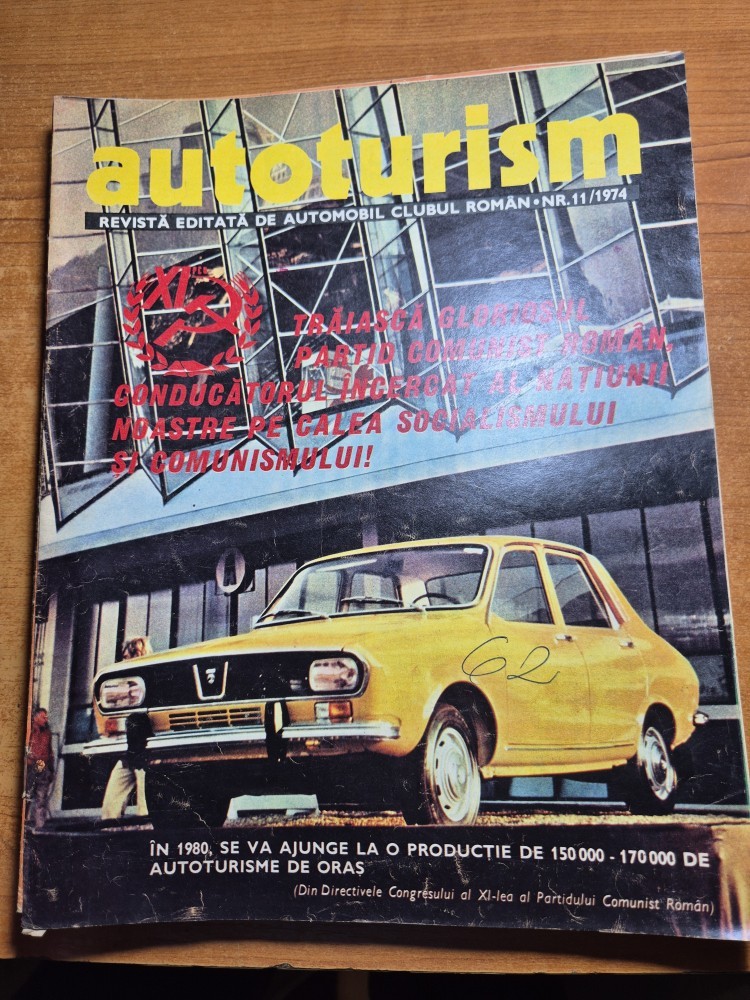 autoturism
REVISTĂ EDITATĂ DE AUTOMOBIL CLUBUL ROMÂN • NR. 11/1974
XI PCR
TRĂIASCĂ GLORIOSUL
PARTID COMUNIST ROMÂN,
CONDUCĂTORUL ÎNCERCAT AL NAȚIUNII
NOASTRE PE CALEA SOCIALISMULUI
ȘI COMUNISMULUI!
62
ÎN 1980, SE VA AJUNGE LA O PRODUCȚIE DE 150 000 - 170 000 DE
AUTOTURISME DE ORAȘ
(Din Directivele Congresului al XI-lea al Partidului Comunist Român)